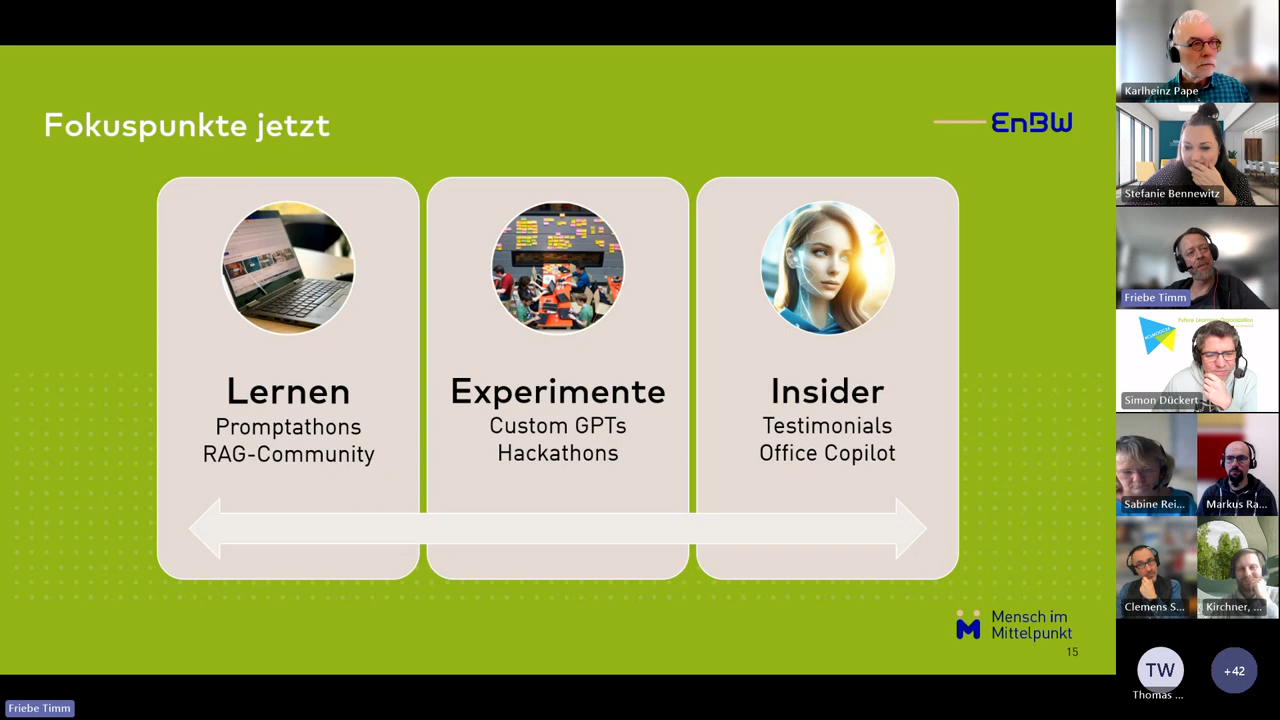 Fokuspunkte jetzt
EnBW
Lernen
Promptathons
RAG-Community
Experimente
Custom GPTs
Hackathons
Insider
Testimonials
Office Copilot
Mensch im
Mittelpunkt
15
Friebe Timm
Karlheinz Pape
Stefanie Bennewitz
Friebe Timm
Simon Dückert
Sabine Rei...
Markus Ra...
Clemens S...
Kirchner, ...
TW
Thomas ...
+42